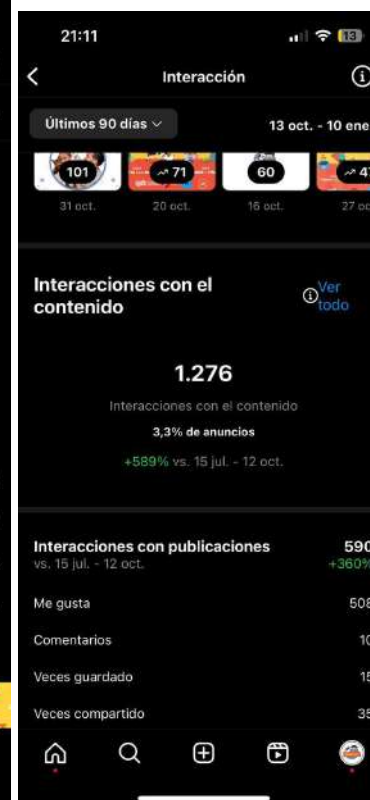 21:11
13
Interacción
Últimos 90 días
13 oct. - 10 ene
101
71
60
47
31 oct.
20 oct.
16 oct.
27 oc
Interacciones con el
contenido
Ver
todo
1.276
Interacciones con el contenido
3,3% de anuncios
+589% vs. 15 jul. - 12 oct.
Interacciones con publicaciones
590
vs. 15 jul. - 12 oct.
+360%
Me gusta
508
Comentarios
10
Veces guardado
15
Veces compartido
35